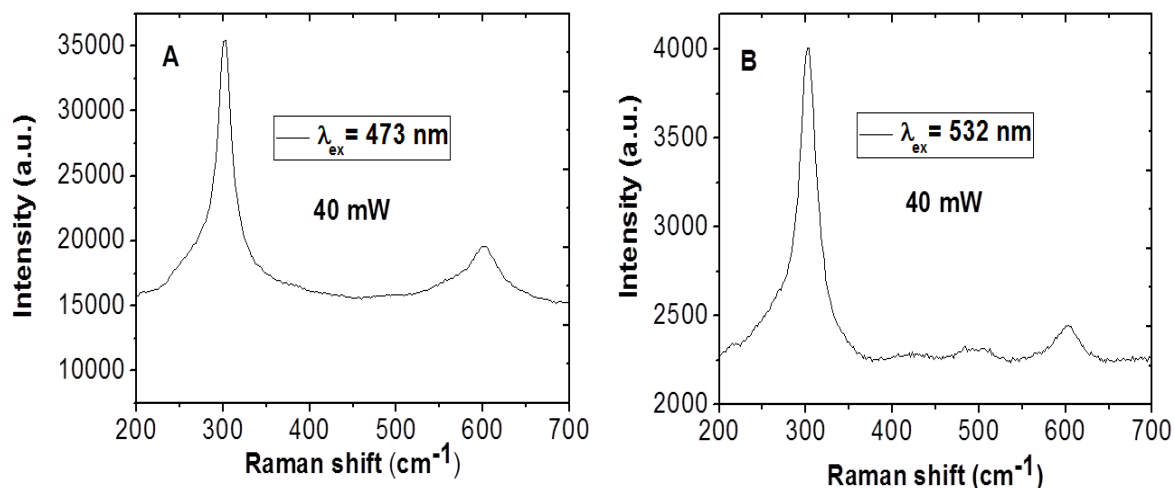 A
λex = 473 nm
40 mW
Intensity (a.u.)
35000
30000
25000
20000
15000
10000
200 300 400 500 600 700
Raman shift (cm-1)
B
λex = 532 nm
40 mW
Intensity (a.u.)
4000
3500
3000
2500
2000
200 300 400 500 600 700
Raman shift (cm-1)